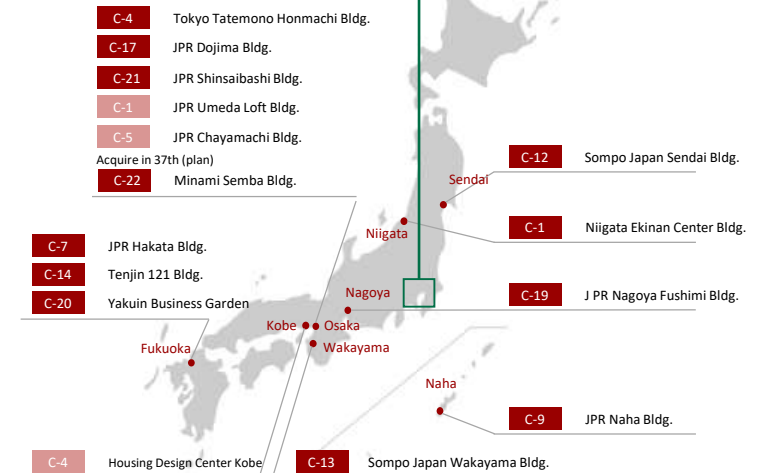 C-4 Tokyo Tatemono Honmachi Bldg.
C-17 JPR Dojima Bldg.
C-21 JPR Shinsaibashi Bldg.
C-1 JPR Umeda Loft Bldg.
C-5 JPR Chayamachi Bldg.
Acquire in 37th (plan)
C-22 Minami Semba Bldg.
C-12 Sompo Japan Sendai Bldg.
Sendai
C-1 Niigata Ekinan Center Bldg.
Niigata
C-7 JPR Hakata Bldg.
C-14 Tenjin 121 Bldg.
C-20 Yakuin Business Garden
Nagoya
C-19 J PR Nagoya Fushimi Bldg.
Kobe
Osaka
Fukuoka
Wakayama
Naha
C-9 JPR Naha Bldg.
C-4 Housing Design Center Kobe
C-13 Sompo Japan Wakayama Bldg.